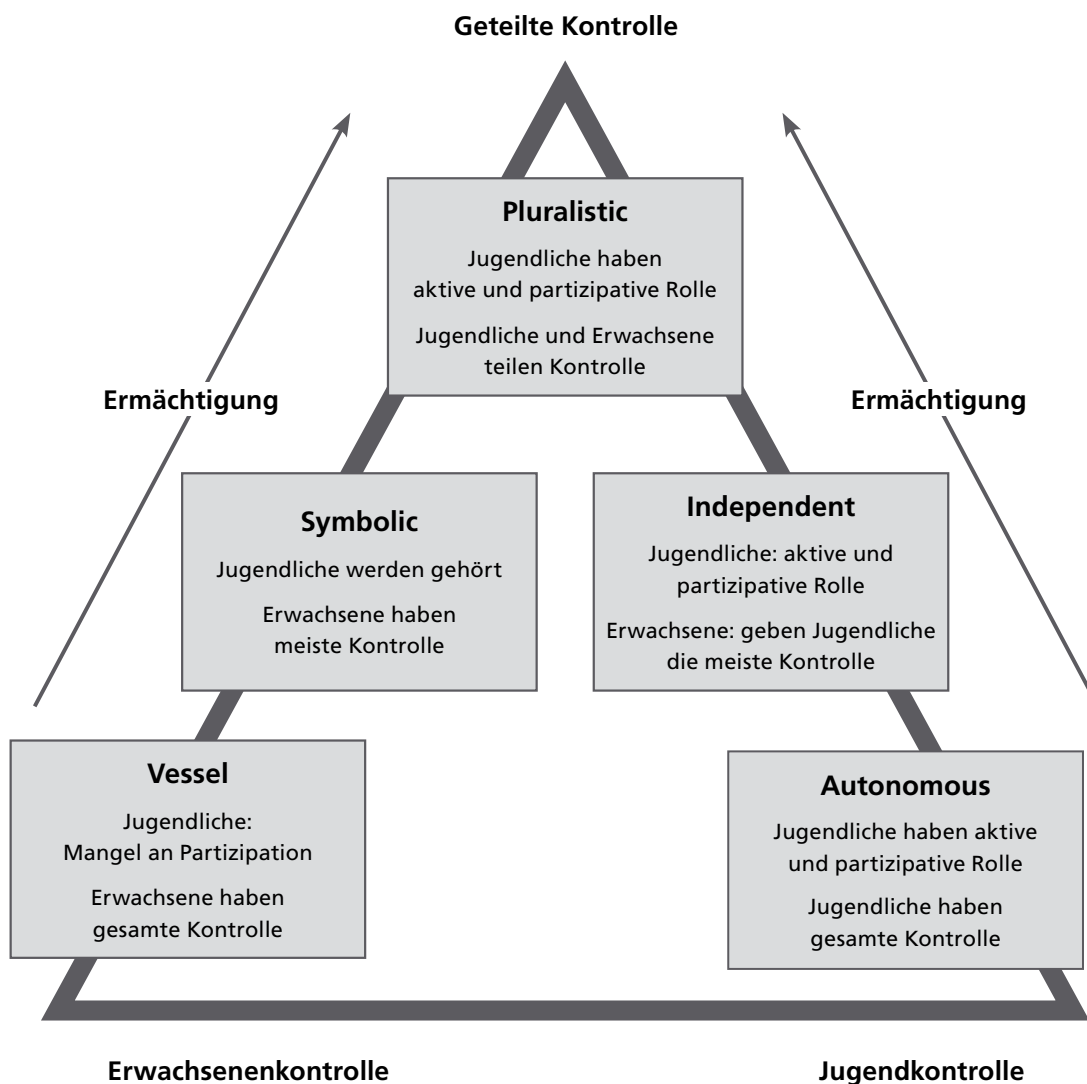 Geteilte Kontrolle
Pluralistic
Jugendliche haben
aktive und partizipative Rolle
Jugendliche und Erwachsene
teilen Kontrolle
Ermächtigung
Ermächtigung
Symbolic
Jugendliche werden gehört
Erwachsene haben
meiste Kontrolle
Independent
Jugendliche: aktive und
partizipative Rolle
Erwachsene: geben Jugendliche
die meiste Kontrolle
Vessel
Jugendliche:
Mangel an Partizipation
Erwachsene haben
gesamte Kontrolle
Autonomous
Jugendliche haben aktive
und partizipative Rolle
Jugendliche haben
gesamte Kontrolle
Erwachsenenkontrolle
Jugendkontrolle